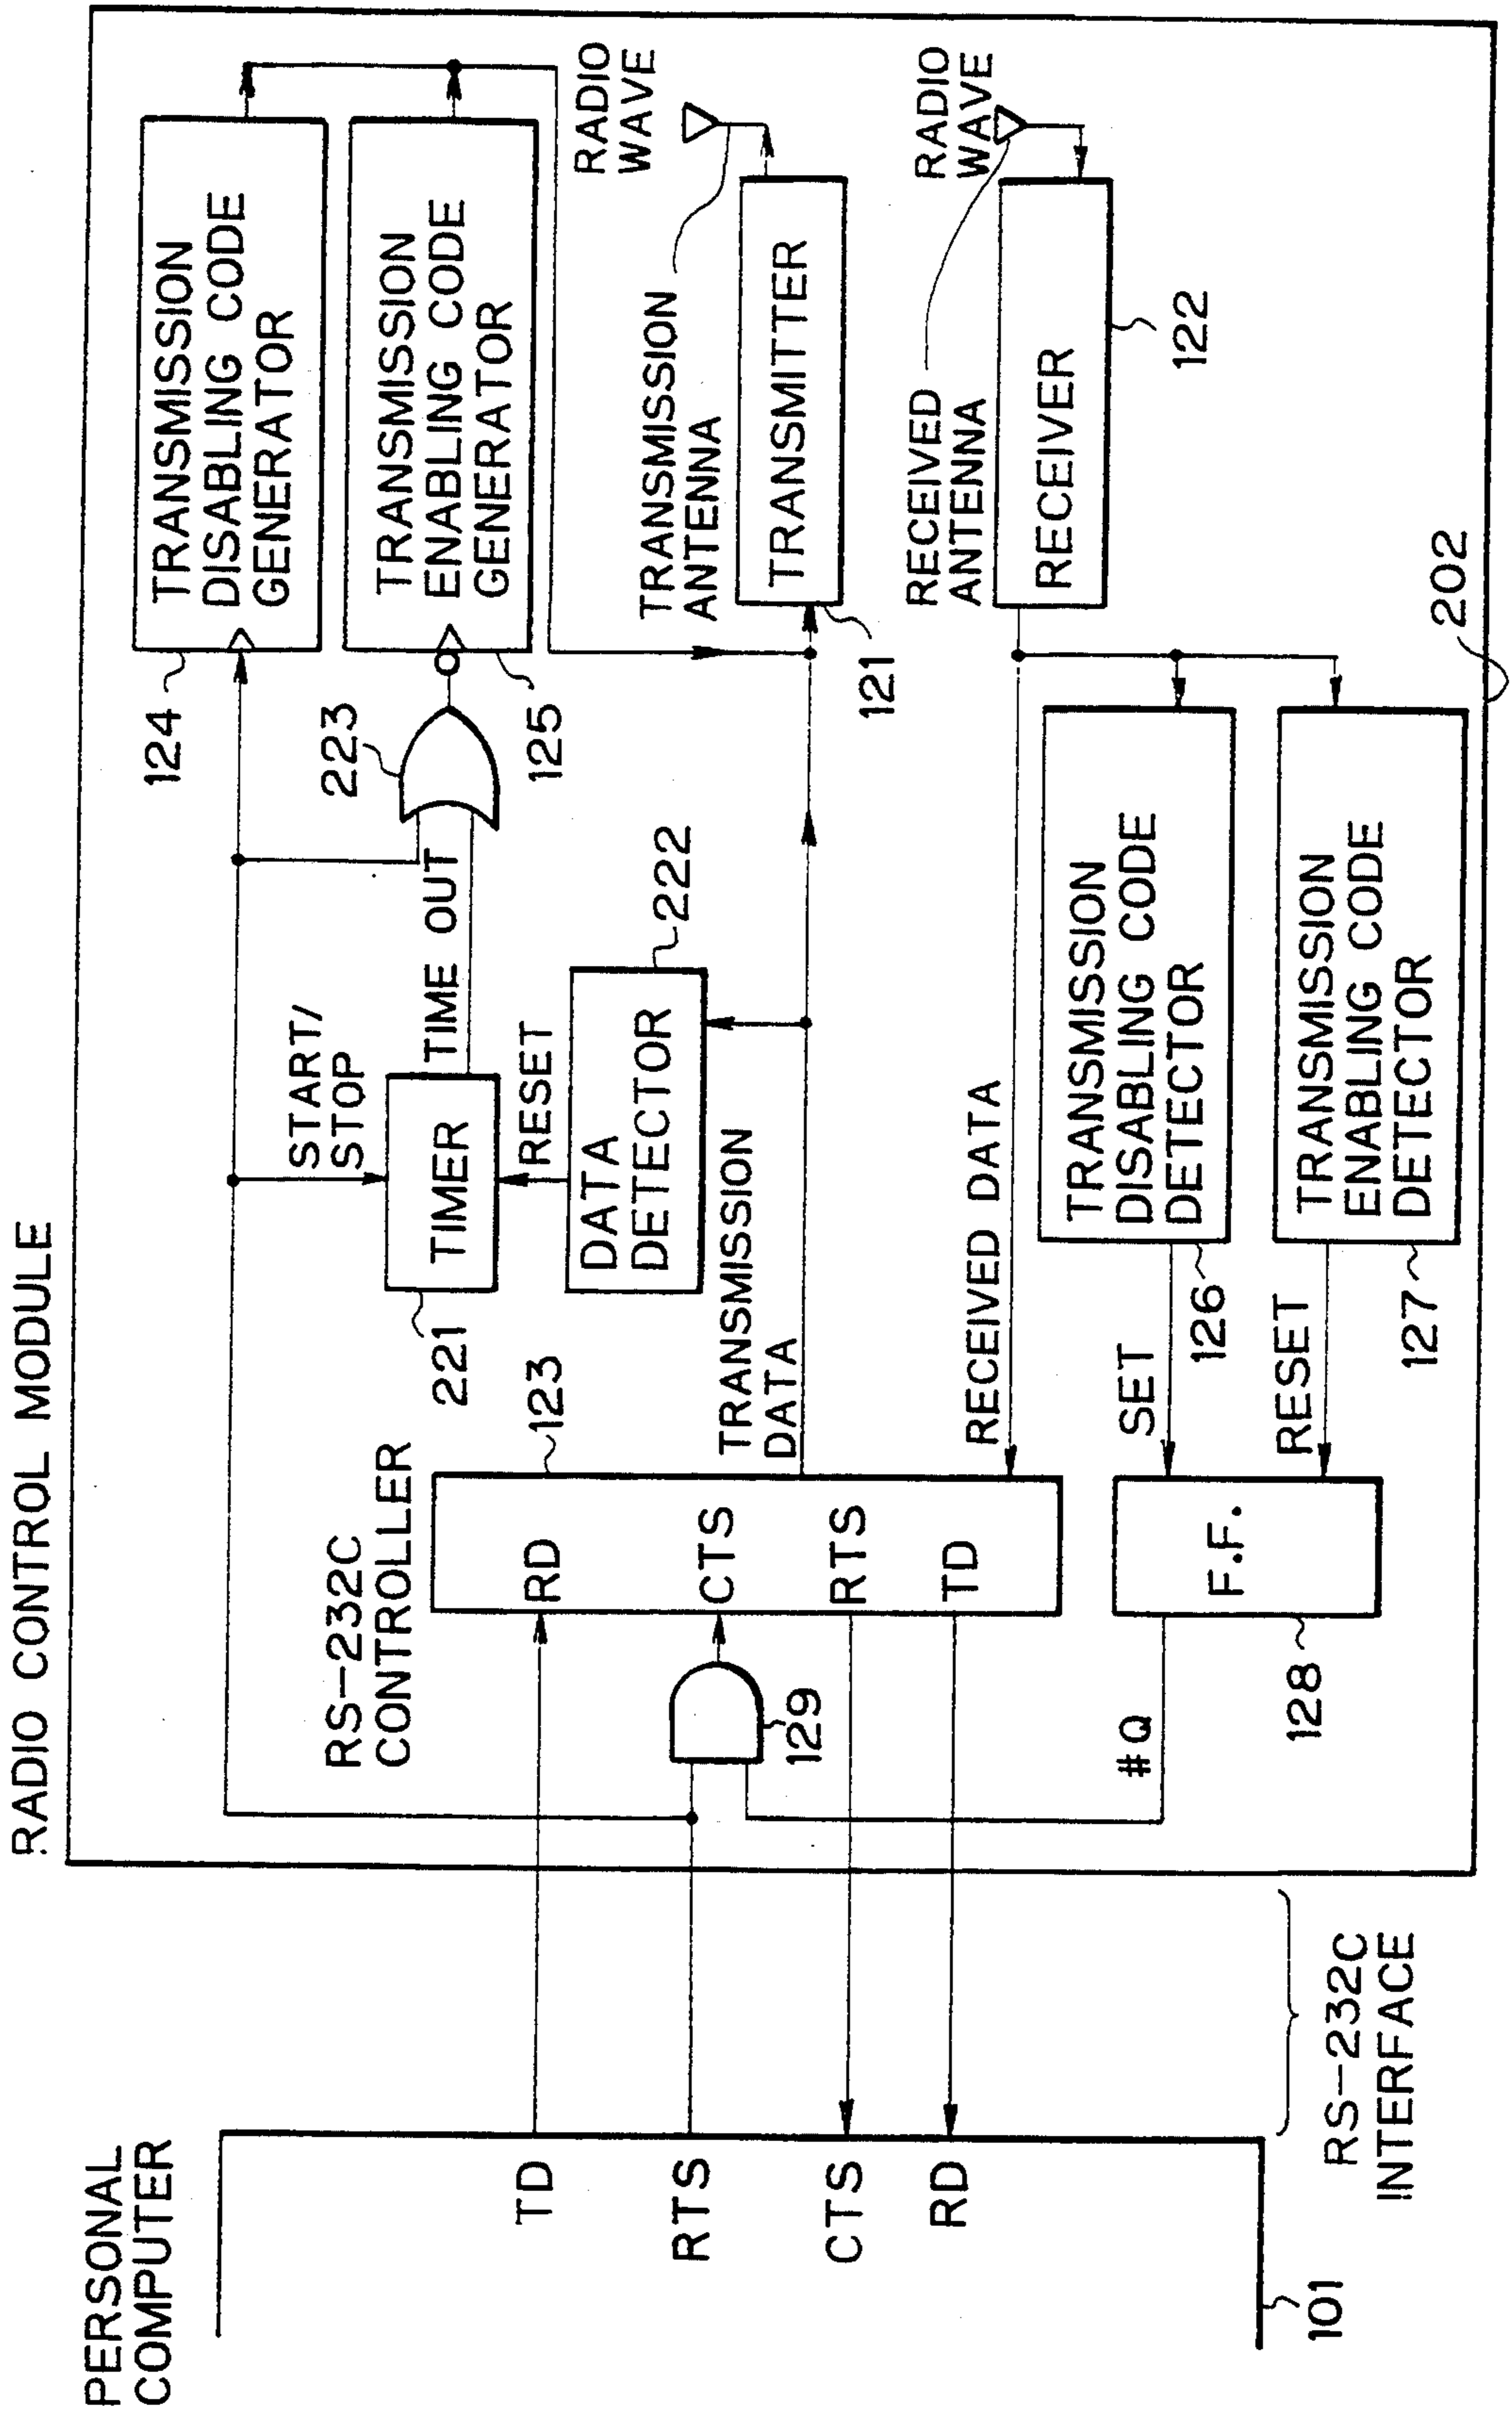 RADIO CONTROL MODULE
PERSONAL
COMPUTER
TD
RTS
CTS
RD
101
RS-232C
INTERFACE
RS-232C
CONTROLLER
123
RD
CTS
RTS
TD
129
#Q
F.F.
128
SET
RESET
START/
STOP
TIMER
221
TIME OUT
RESET
DATA
DETECTOR
222
TRANSMISSION
DATA
RECEIVED DATA
223
124
TRANSMISSION
DISABLING CODE
GENERATOR
125
TRANSMISSION
ENABLING CODE
GENERATOR
TRANSMISSION
ANTENNA
RADIO
WAVE
TRANSMITTER
121
RECEIVED
ANTENNA
RADIO
WAVE
RECEIVER
122
TRANSMISSION
DISABLING CODE
DETECTOR
126
TRANSMISSION
ENABLING CODE
DETECTOR
127
202